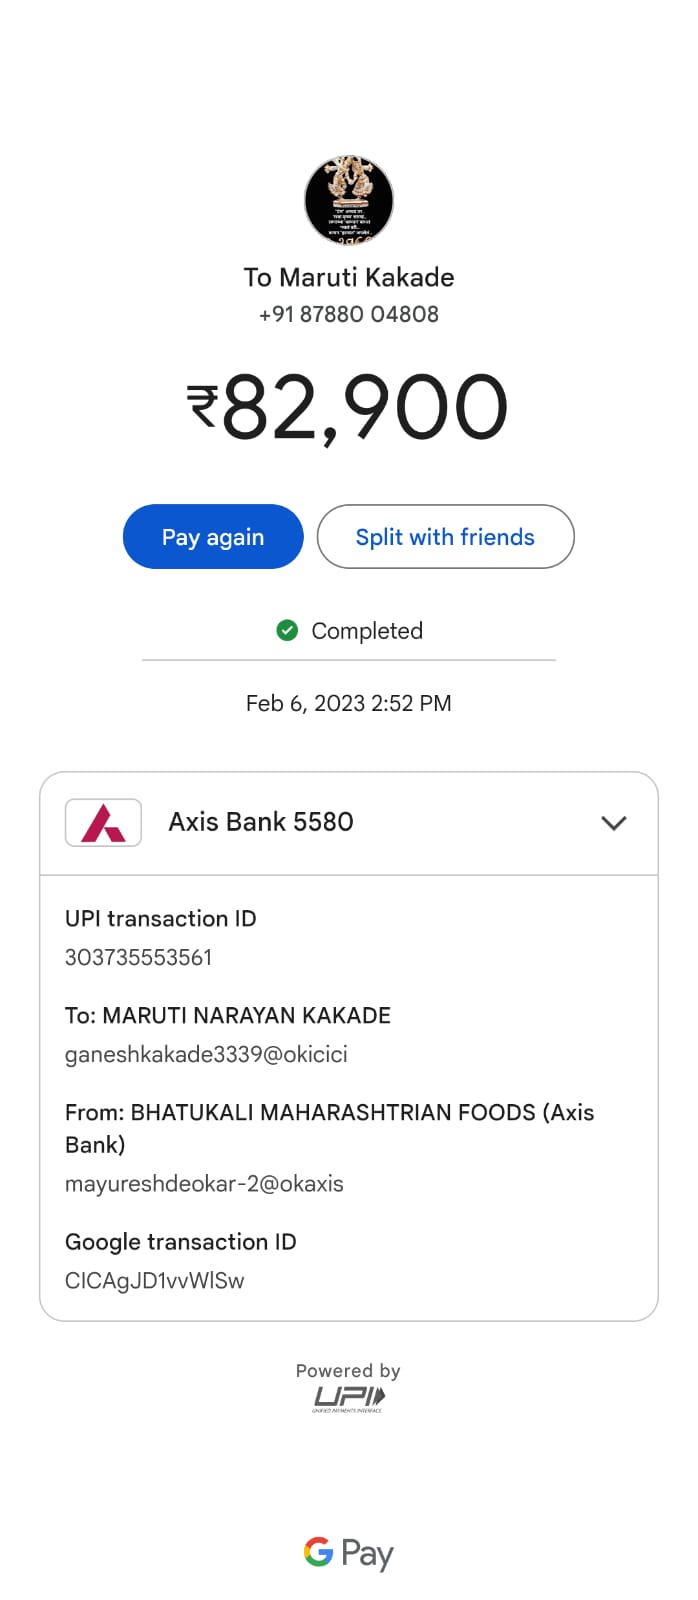 To Maruti Kakade
+91 87880 04808
₹82,900
Pay again
Split with friends
Completed
Feb 6, 2023 2:52 PM
Axis Bank 5580
UPI transaction ID
303735553561
To: MARUTI NARAYAN KAKADE
ganeshkakade3339@okicici
From: BHATUKALI MAHARASHTRIAN FOODS (Axis
Bank)
mayureshdeokar-2@okaxis
Google transaction ID
CICAgJD1vvWlSw
Powered by
UPI
UNIFIED PAYMENTS INTERFACE
G Pay